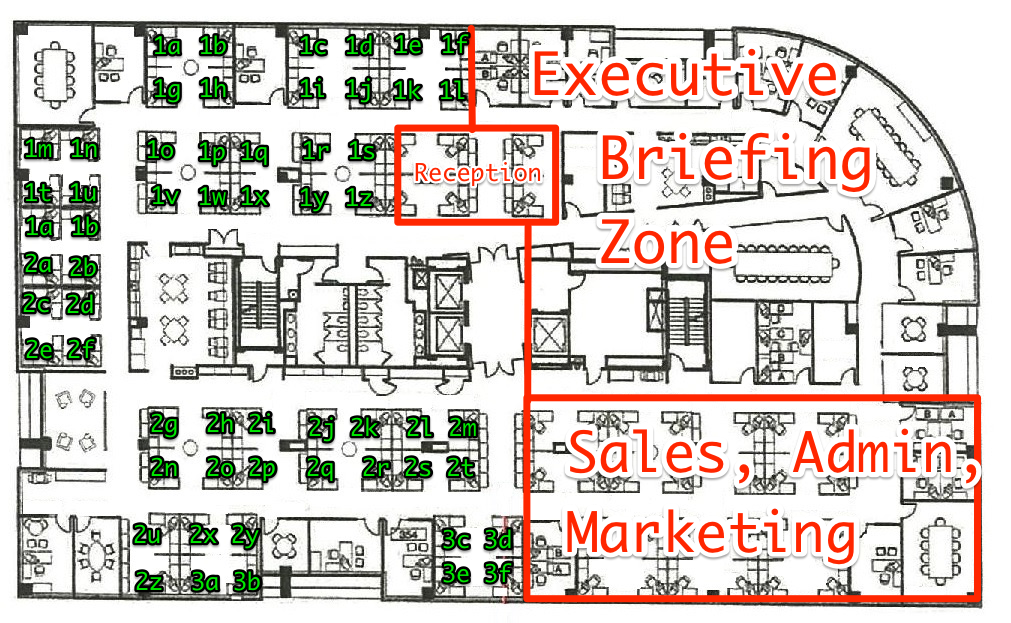 1a 1b 1c 1d 1e 1f
1g 1h 1i 1j 1k 1l
A
B
Executive
1m 1n 1o 1p 1q 1r 1s
Reception
Briefing
1t 1u 1v 1w 1x 1y 1z
1a 1b
Zone
2a 2b
2c 2d
D
C
2e 2f
B
A
2g 2h 2i 2j 2k 2l 2m
B A
2n 2o 2p 2q 2r 2s 2t
Sales, Admin,
Marketing
2u 2x 2y 354 3c 3d
2z 3a 3b 3e 3f
A